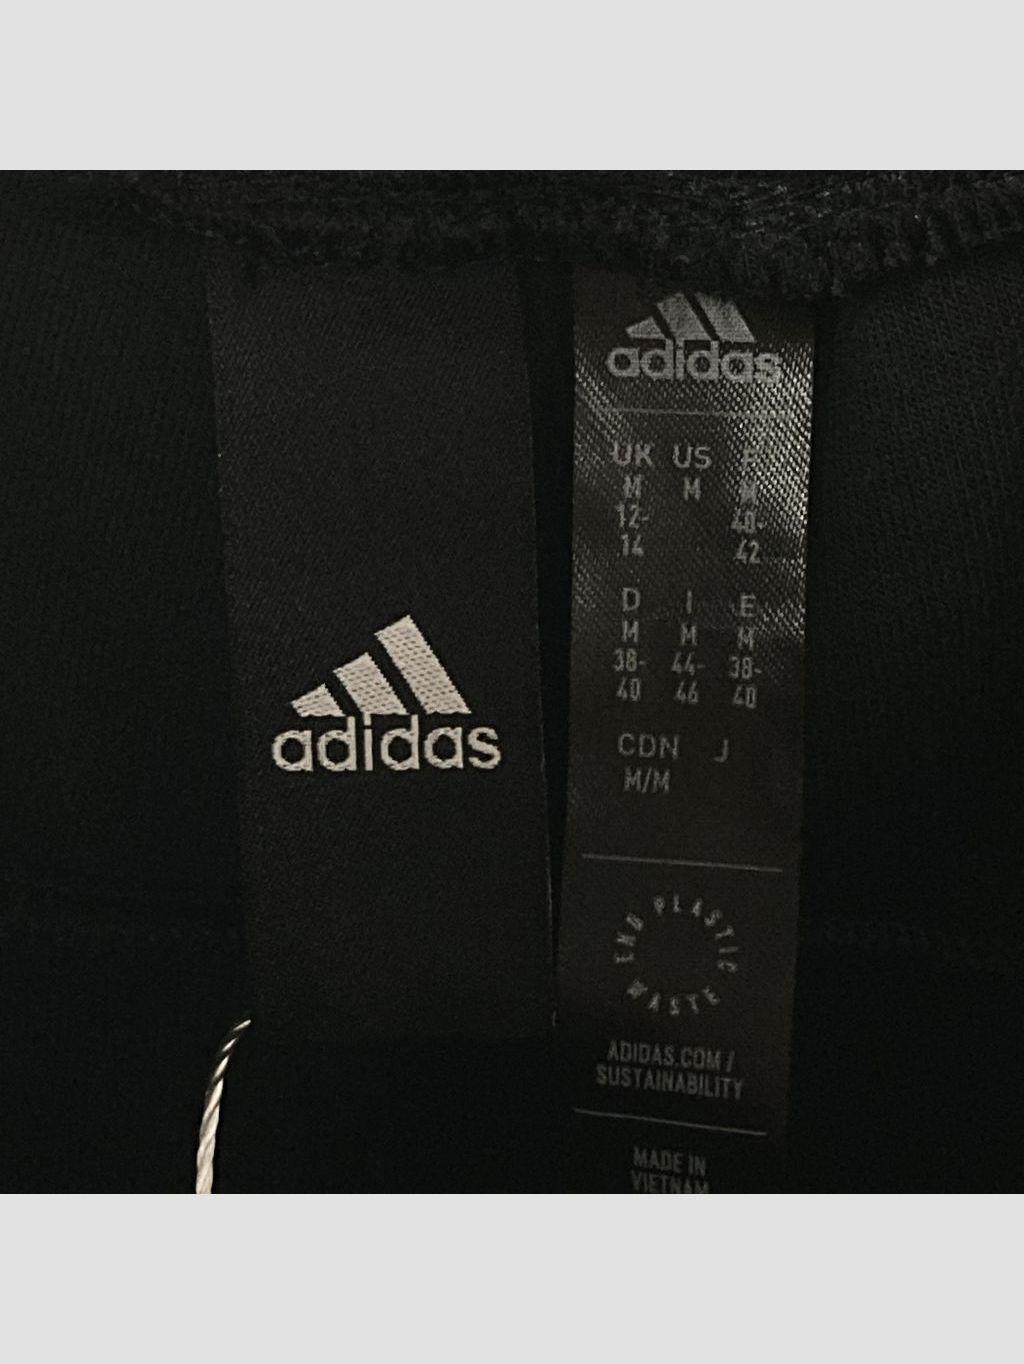 adidas
adidas
UK US F
M M M
12- 40-
14 42
D I E
M M M
38- 44- 38-
40 46 40
CDN J
M/M
END PLASTIC WASTE
ADIDAS.COM/
SUSTAINABILITY
MADE IN
VIETNAM